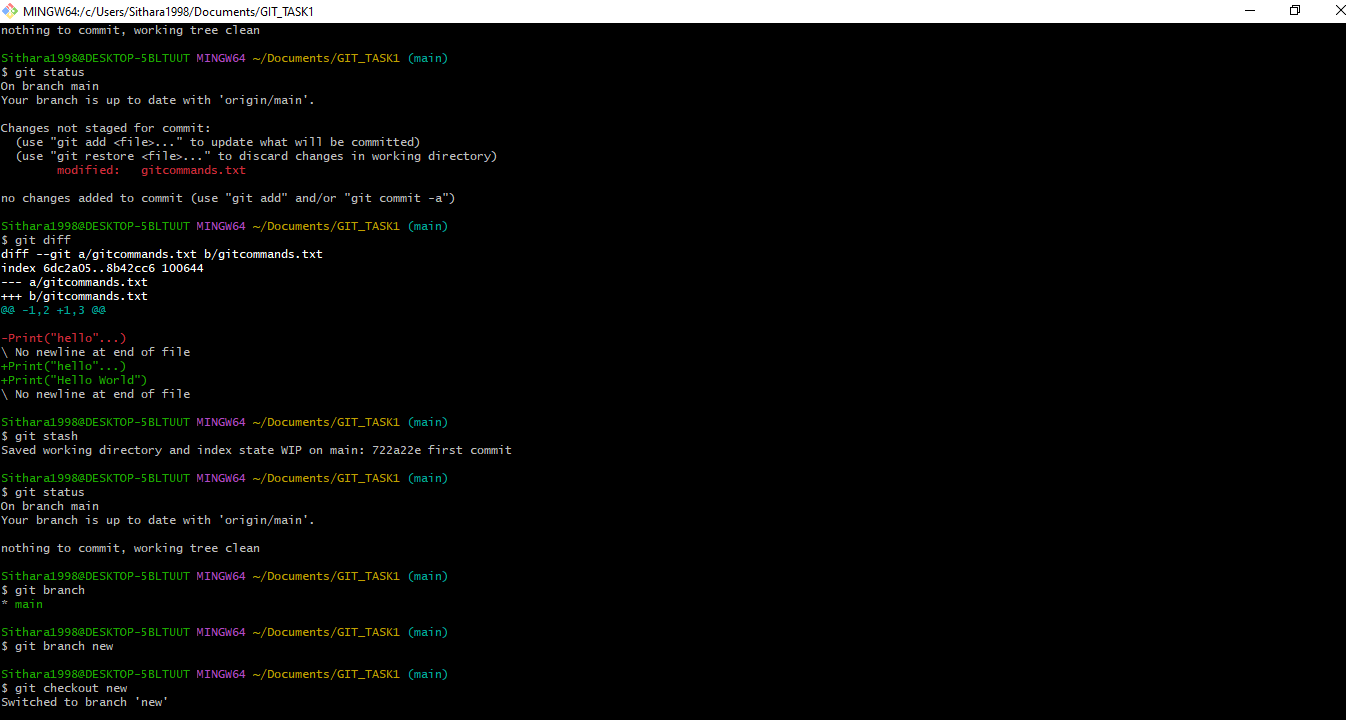 MINGW64:/c/Users/Sithara1998/Documents/GIT_TASK1
nothing to commit, working tree clean
Sithara1998@DESKTOP-5BLTUUT MINGW64 ~/Documents/GIT_TASK1 (main)
$ git status
On branch main
Your branch is up to date with 'origin/main'.
Changes not staged for commit:
  (use "git add <file>..." to update what will be committed)
  (use "git restore <file>..." to discard changes in working directory)
        modified:   gitcommands.txt
no changes added to commit (use "git add" and/or "git commit -a")
Sithara1998@DESKTOP-5BLTUUT MINGW64 ~/Documents/GIT_TASK1 (main)
$ git diff
diff --git a/gitcommands.txt b/gitcommands.txt
index 6dc2a05..8b42cc6 100644
--- a/gitcommands.txt
+++ b/gitcommands.txt
@@ -1,2 +1,3 @@
-Print("hello"...)
\ No newline at end of file
+Print("hello"...)
+Print("Hello World")
\ No newline at end of file
Sithara1998@DESKTOP-5BLTUUT MINGW64 ~/Documents/GIT_TASK1 (main)
$ git stash
Saved working directory and index state WIP on main: 722a22e first commit
Sithara1998@DESKTOP-5BLTUUT MINGW64 ~/Documents/GIT_TASK1 (main)
$ git status
On branch main
Your branch is up to date with 'origin/main'.
nothing to commit, working tree clean
Sithara1998@DESKTOP-5BLTUUT MINGW64 ~/Documents/GIT_TASK1 (main)
$ git branch
* main
Sithara1998@DESKTOP-5BLTUUT MINGW64 ~/Documents/GIT_TASK1 (main)
$ git branch new
Sithara1998@DESKTOP-5BLTUUT MINGW64 ~/Documents/GIT_TASK1 (main)
$ git checkout new
Switched to branch 'new'